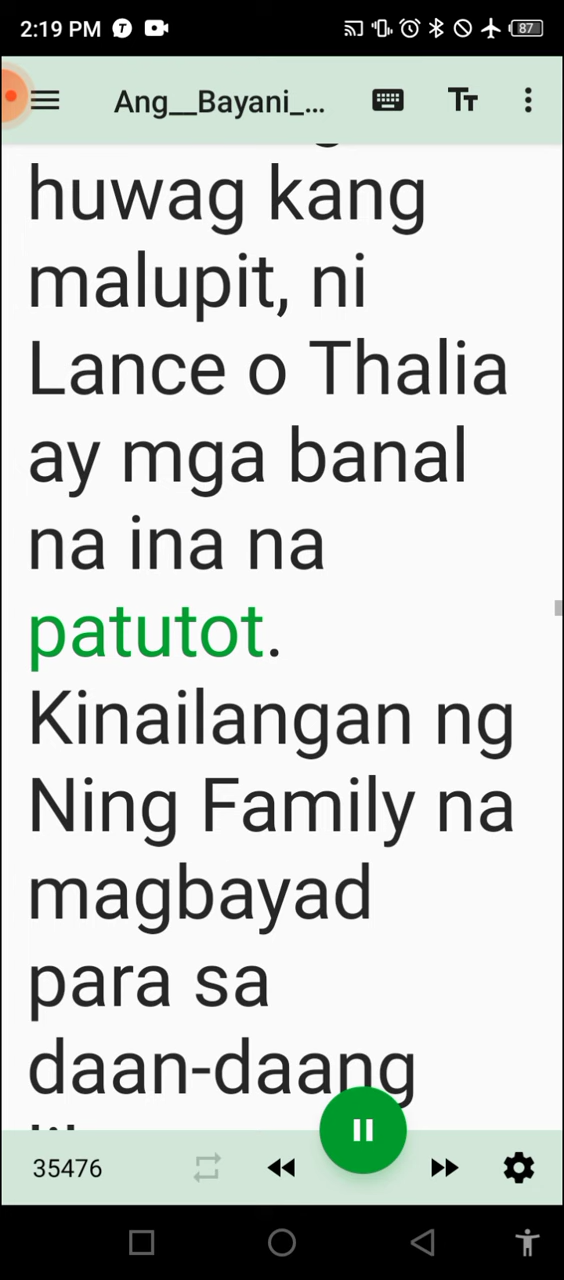 2:19 PM
87
Ang__Bayani_...
huwag kang
malupit, ni
Lance o Thalia
ay mga banal
na ina na
patutot.
Kinailangan ng
Ning Family na
magbayad
para sa
daan-daang
35476